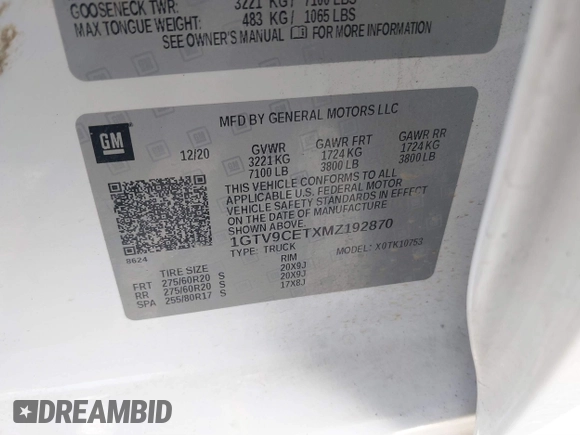 GOOSENECK TWR: 3221 KG / 7100 LBS
MAX TONGUE WEIGHT: 483 KG / 1065 LBS
SEE OWNER'S MANUAL FOR MORE INFORMATION
GM
MFD BY GENERAL MOTORS LLC
12/20 GVWR GAWR FRT GAWR RR
3221 KG 1724 KG 1724 KG
7100 LB 3800 LB 3800 LB
THIS VEHICLE CONFORMS TO ALL
APPLICABLE U.S. FEDERAL MOTOR
VEHICLE SAFETY STANDARDS IN EFFECT
ON THE DATE OF MANUFACTURE
1GTV9CETXMZ192870
TYPE: TRUCK MODEL: X0TK10753
8624
TIRE SIZE RIM
FRT 275/60R20 S 20X9J
RR 275/60R20 S 20X9J
SPA 255/80R17 S 17X8J
DREAMBID